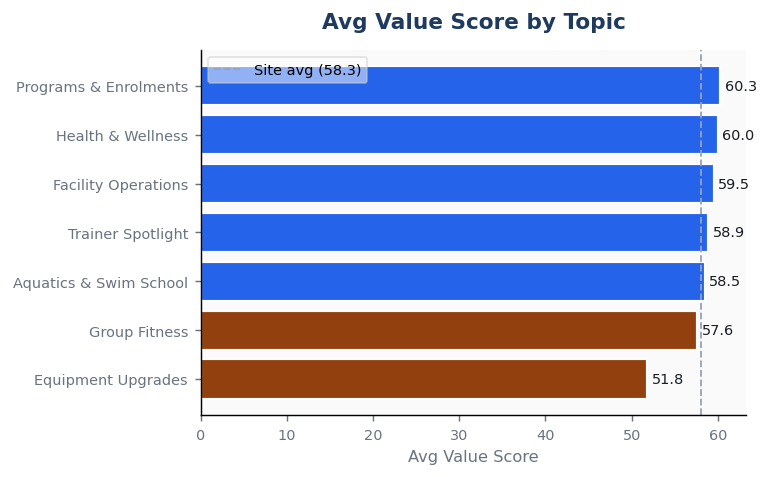 Avg Value Score by Topic
Site avg (58.3)
Programs & Enrolments 60.3
Health & Wellness 60.0
Facility Operations 59.5
Trainer Spotlight 58.9
Aquatics & Swim School 58.5
Group Fitness 57.6
Equipment Upgrades 51.8
0 10 20 30 40 50 60
Avg Value Score